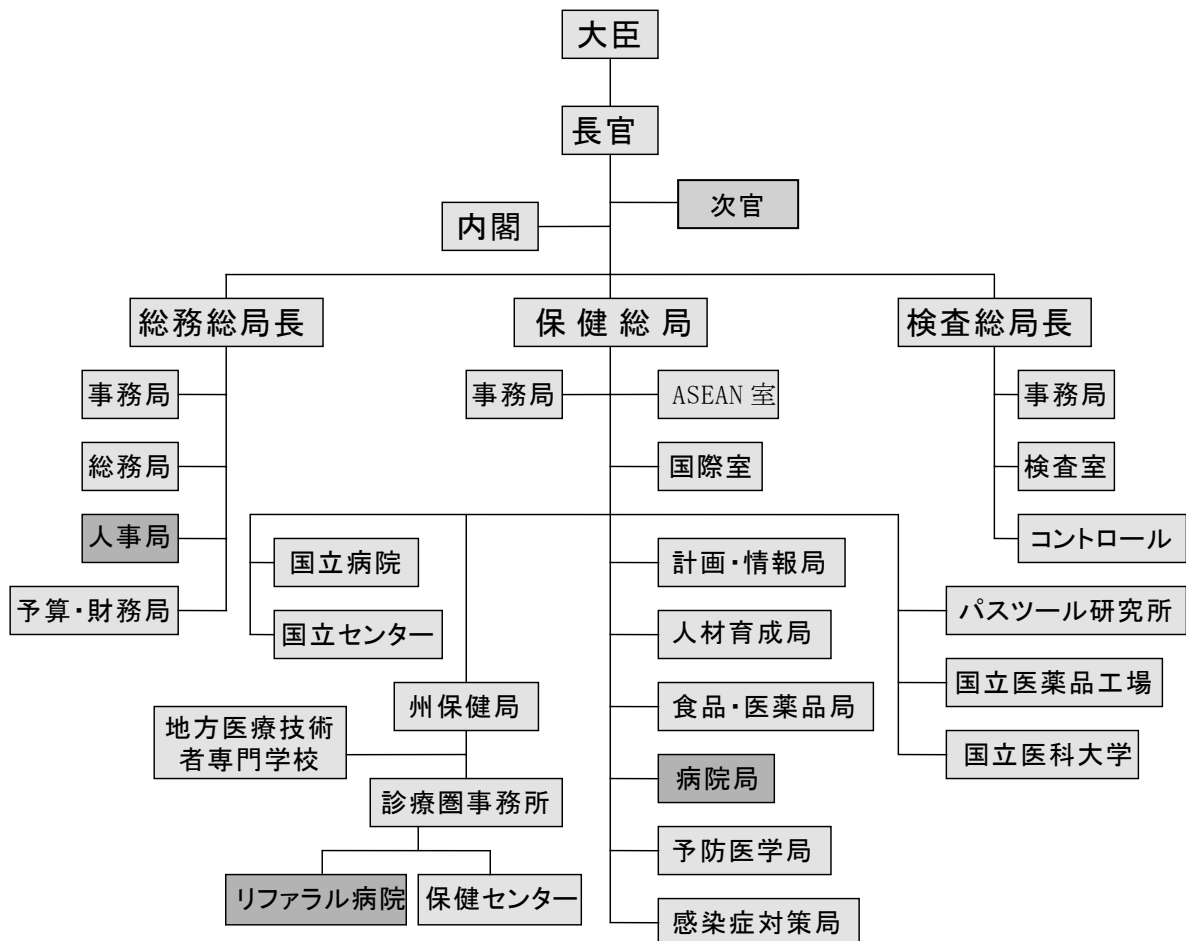 大臣
長官
次官
内閣
総務総局長
保健総局
検査総局長
事務局
事務局
ASEAN室
事務局
総務局
国際室
検査室
人事局
コントロール
国立病院
計画・情報局
予算・財務局
パスツール研究所
国立センター
人材育成局
国立医薬品工場
州保健局
食品・医薬品局
地方医療技術
者専門学校
国立医科大学
病院局
診療圏事務所
予防医学局
リファラル病院
保健センター
感染症対策局